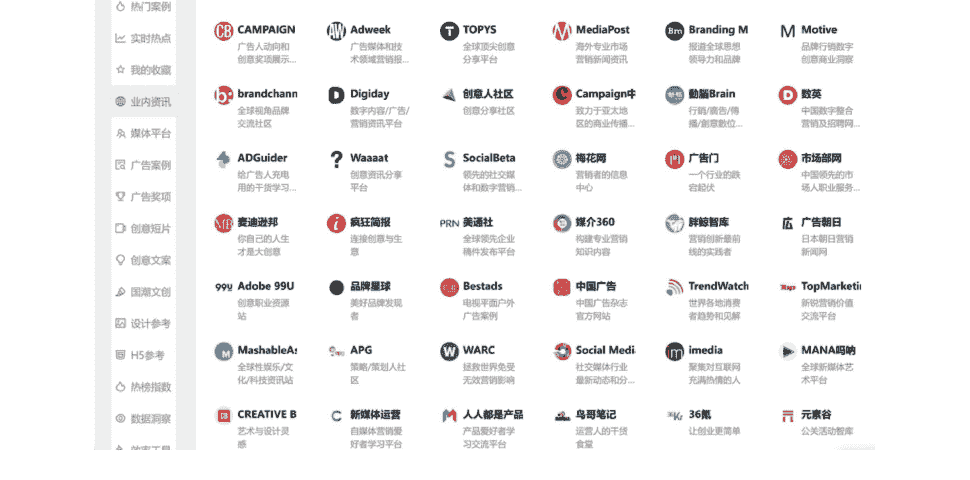 热门案例
实时热点
我的收藏
业内资讯
媒体平台
广告案例
广告奖项
创意短片
创意文案
国潮文创
设计参考
H5参考
热榜指数
数据洞察
效率工具
CAMPAIGN
广告人动向和
创意奖项展示...
Adweek
广告媒体和技
术领域营销报...
TOPYS
全球顶尖创意
分享平台
MediaPost
海外专业市场
营销新闻资讯
Branding M
报道全球思想
领导力和品牌
Motive
品牌行销数字
创意商业洞察
brandchann
全球视角品牌
交流社区
Digiday
数字内容/广告/
营销资讯平台
创意人社区
创意分享社区
Campaign中
致力于亚太地
区的商业传播...
動腦Brain
行銷/廣告/傳
播/創意數位...
数英
中国数字整合
营销及招聘网...
ADGuider
给广告人充电
用的干货学习...
Waaaat
创意资讯分享
平台
SocialBeta
领先的社交媒
体和数字营销...
梅花网
营销者的信息
中心
广告门
一个行业的跌
宕起伏
市场部网
中国领先的市
场人职业服务...
麦迪逊邦
你自己的人生
才是大创意
疯狂简报
连接创意与生
意
PRN
美通社
全球领先企业
稿件发布平台
媒介360
构建专业营销
知识内容
胖鲸智库
营销创新最前
线的实践者
広
广告朝日
日本朝日营销
新闻网
99U
Adobe 99U
创意职业资源
站
品牌星球
美好品牌发现
者
Bestads
电视平面户外
广告案例
中国广告
中国广告杂志
官方网站
TrendWatch
世界各地消费
者趋势和见解
TopMarketi
新锐营销价值
交流平台
MashableAs
全球性娱乐/文
化/科技资讯站
APG
策略/策划人社
区
WARC
拯救世界免受
无效营销影响
Social Medi
社交媒体行业
最新动态和分...
imedia
聚集对互联网
充满热情的人
MANA吗呐
全球新媒体艺
术平台
CREATIVE B
艺术与设计灵
感
新媒体运营
自媒体营销爱
好者学习平台
人人都是产品
产品爱好者学
习交流平台
鸟哥笔记
运营人的干货
食堂
36氪
让创业更简单
元素谷
公关活动智库